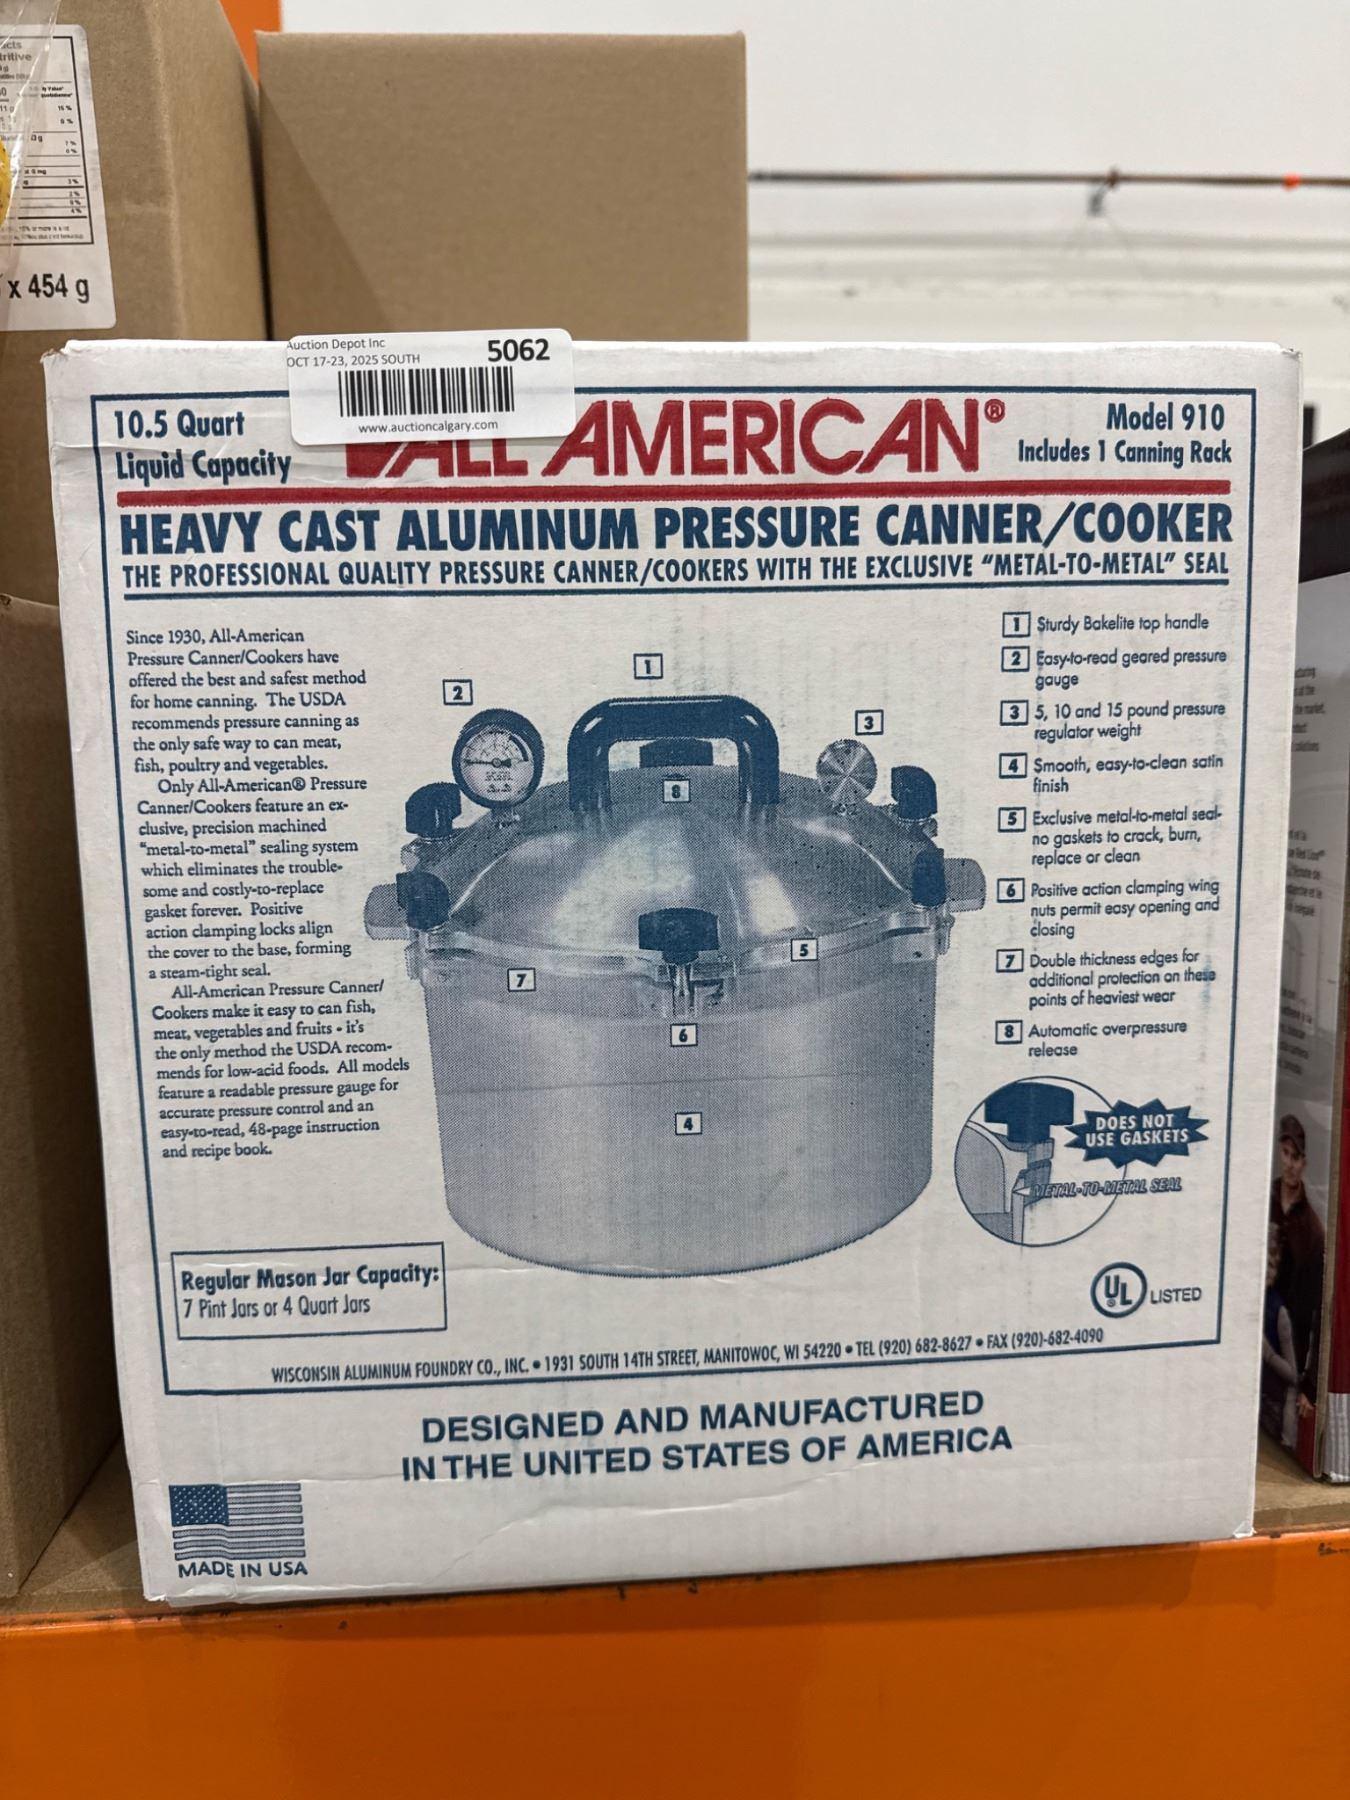 x 454 g
Auction Depot Inc
OCT 17-23, 2025 SOUTH
5062
www.auctioncalgary.com
10.5 Quart
Liquid Capacity
ALL AMERICAN®
Model 910
Includes 1 Canning Rack
HEAVY CAST ALUMINUM PRESSURE CANNER/COOKER
THE PROFESSIONAL QUALITY PRESSURE CANNER/COOKERS WITH THE EXCLUSIVE “METAL-TO-METAL” SEAL
Since 1930, All-American
Pressure Canner/Cookers have
offered the best and safest method
for home canning. The USDA
recommends pressure canning as
the only safe way to can meat,
fish, poultry and vegetables.
Only All-American® Pressure
Canner/Cookers feature an ex-
clusive, precision machined
“metal-to-metal” sealing system
which eliminates the trouble-
some and costly-to-replace
gasket forever. Positive
action clamping locks align
the cover to the base, forming
a steam-tight seal.
All-American Pressure Canner/
Cookers make it easy to can fish,
meat, vegetables and fruits - it's
the only method the USDA recom-
mends for low-acid foods. All models
feature a readable pressure gauge for
accurate pressure control and an
easy-to-read, 48-page instruction
and recipe book.
1
2
3
8
5
7
6
4
1 Sturdy Bakelite top handle
2 Easy-to-read geared pressure
gauge
3 5, 10 and 15 pound pressure
regulator weight
4 Smooth, easy-to-clean satin
finish
5 Exclusive metal-to-metal seal-
no gaskets to crack, burn,
replace or clean
6 Positive action clamping wing
nuts permit easy opening and
closing
7 Double thickness edges for
additional protection on these
points of heaviest wear
8 Automatic overpressure
release
DOES NOT
USE GASKETS
METAL-TO-METAL SEAL
Regular Mason Jar Capacity:
7 Pint Jars or 4 Quart Jars
UL LISTED
WISCONSIN ALUMINUM FOUNDRY CO., INC. • 1931 SOUTH 14TH STREET, MANITOWOC, WI 54220 • TEL (920) 682-8627 • FAX (920)-682-4090
DESIGNED AND MANUFACTURED
IN THE UNITED STATES OF AMERICA
MADE IN USA